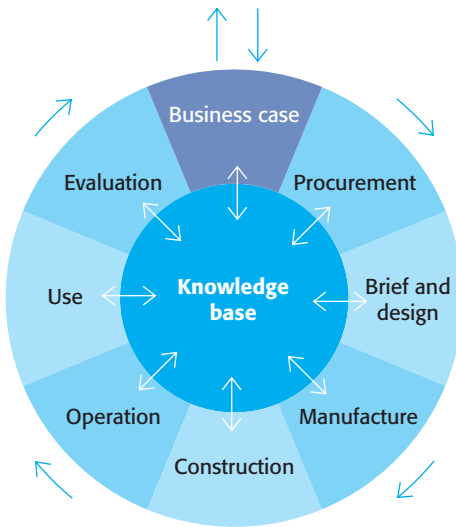 Business case
Evaluation
Procurement
Use
Knowledge
base
Brief and
design
Operation
Manufacture
Construction